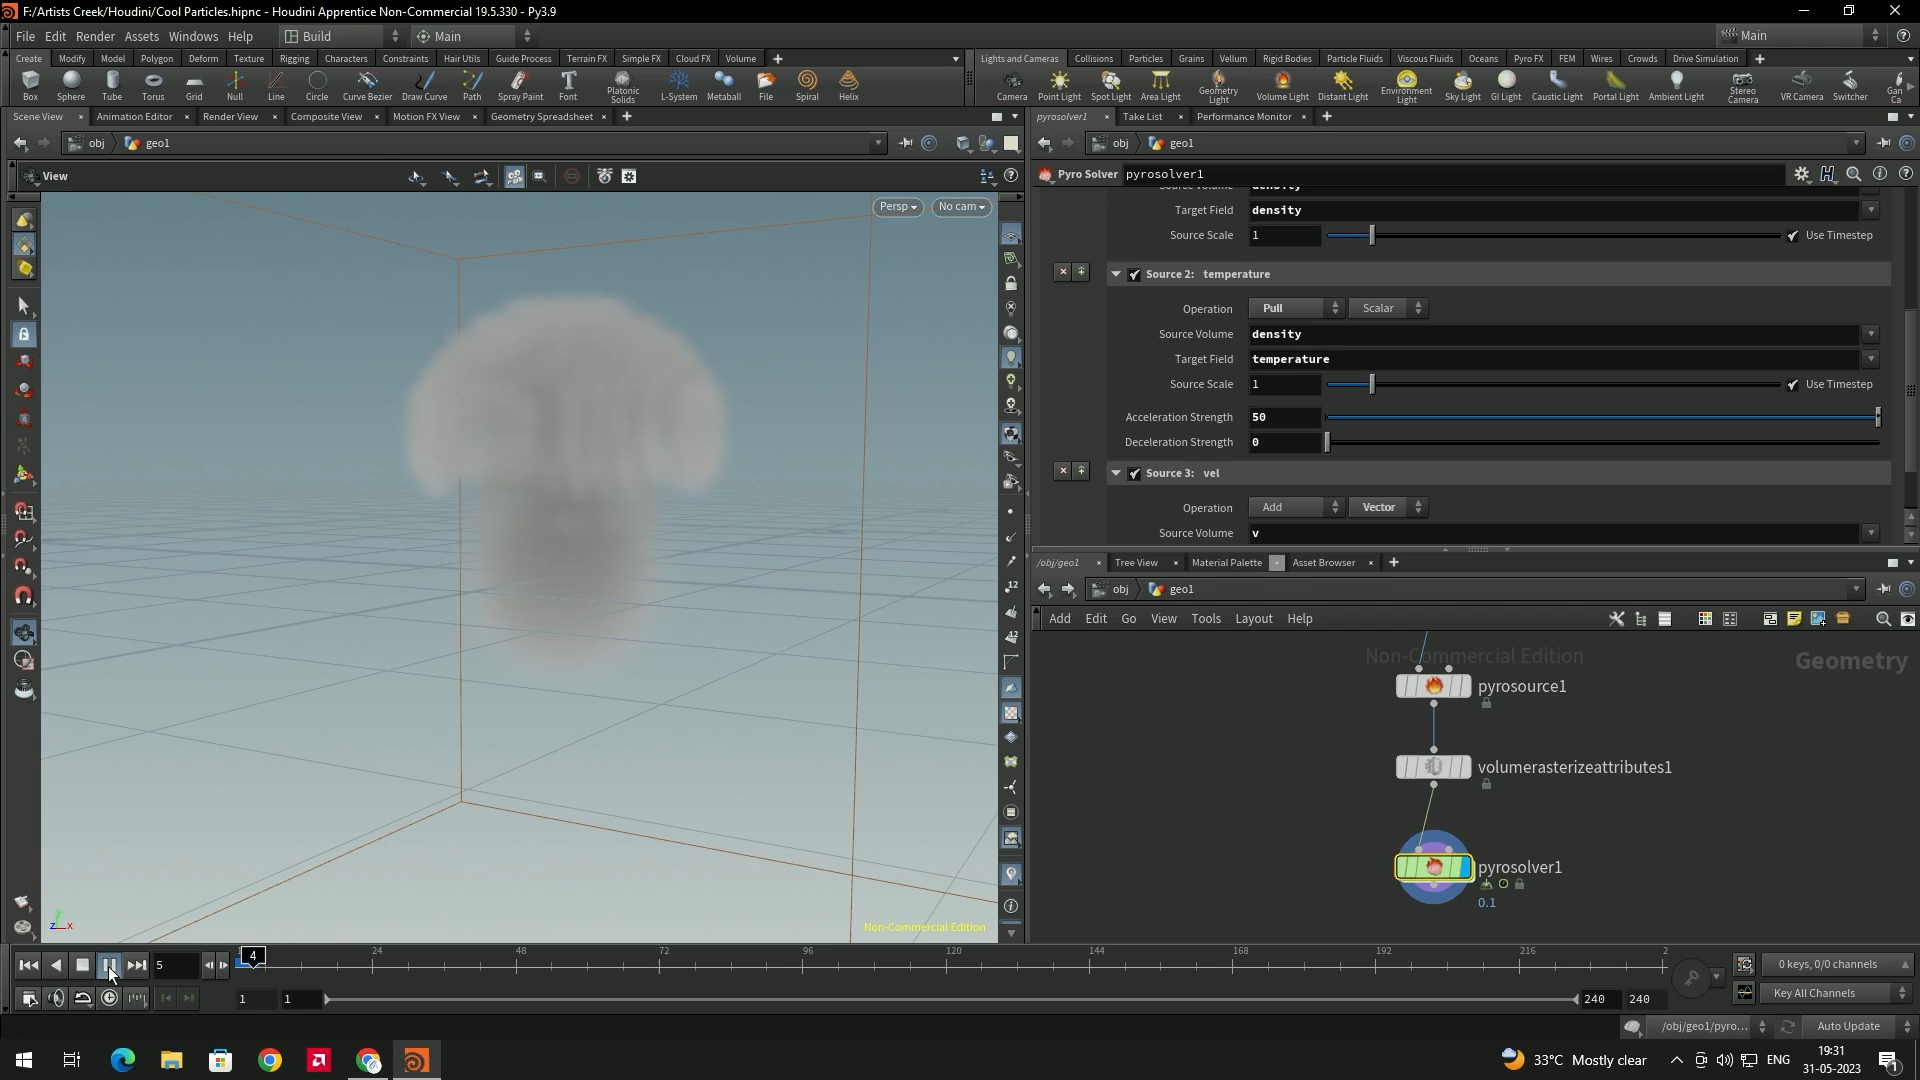 F:/Artists Creek/Houdini/Cool Particles.hipnc - Houdini Apprentice Non-Commercial 19.5.330 - Py3.9
File Edit Render Assets Windows Help Build Main Main
Create Modify Model Polygon Deform Texture Rigging Characters Constraints Hair Utils Guide Process Terrain FX Simple FX Cloud FX Volume
Lights and Cameras Collisions Particles Grains Vellum Rigid Bodies Particle Fluids Viscous Fluids Oceans Pyro FX FEM Wires Crowds Drive Simulation
Box Sphere Tube Torus Grid Null Line Circle Curve Bezier Draw Curve Path Spray Paint Font Platonic Solids L-System Metaball File Spiral Helix
Camera Point Light Spot Light Area Light Geometry Light Volume Light Distant Light Environment Light Sky Light GI Light Caustic Light Portal Light Ambient Light Stereo Camera VR Camera Switcher Gan Ca
Scene View Animation Editor Render View Composite View Motion FX View Geometry Spreadsheet
pyrosolver1 Take List Performance Monitor
obj geo1
obj geo1
View
Persp No cam
Pyro Solver pyrosolver1
Source Volume density
Target Field density
Source Scale 1 Use Timestep
Source 2: temperature
Operation Pull Scalar
Source Volume density
Target Field temperature
Source Scale 1 Use Timestep
Acceleration Strength 50
Deceleration Strength 0
Source 3: vel
Operation Add Vector
Source Volume v
/obj/geo1 Tree View Material Palette Asset Browser
obj geo1
Add Edit Go View Tools Layout Help
Non-Commercial Edition
Geometry
pyrosource1
volumerasterizeattributes1
pyrosolver1
0.1
12
12
z x y
Non-Commercial Edition
5 4 24 48 72 96 120 144 168 192 216 2
0 keys, 0/0 channels
1 1 240 240
Key All Channels
/obj/geo1/pyro... Auto Update
33°C Mostly clear ENG 19:31
31-05-2023
1